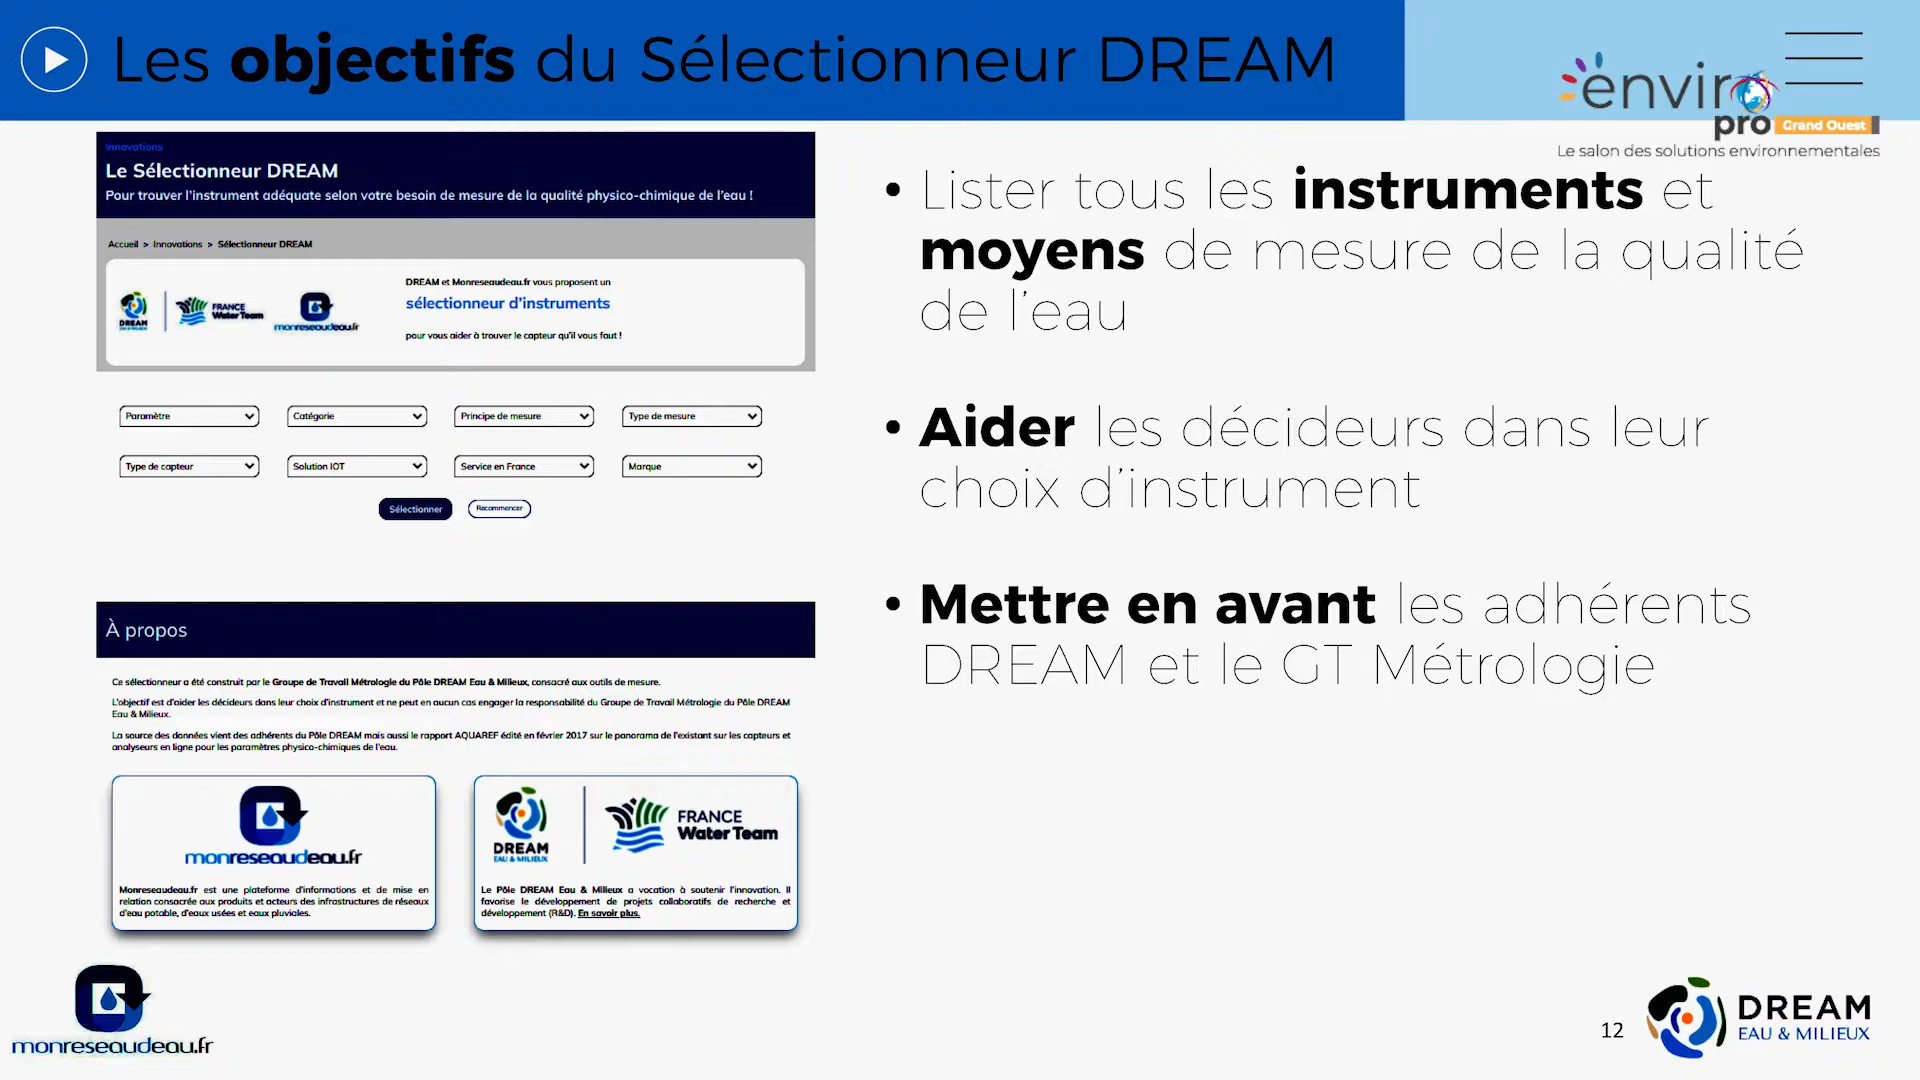 Les objectifs du Sélectionneur DREAM
enviro
pro Grand Ouest
Le salon des solutions environnementales
Innovations
Le Sélectionneur DREAM
Pour trouver l'instrument adéquate selon votre besoin de mesure de la qualité physico-chimique de l'eau !
Accueil > Innovations > Sélectionneur DREAM
DREAM et Monreseaudeau.fr vous proposent un
sélectionneur d'instruments
pour vous aider à trouver le capteur qu'il vous faut !
DREAM
EAU & MILIEUX
FRANCE
Water Team
monreseaudeau.fr
Paramètre
Catégorie
Principe de mesure
Type de mesure
Type de capteur
Solution IOT
Service en France
Marque
Sélectionner
Recommencer
À propos
Ce sélectionneur a été construit par le Groupe de Travail Métrologie du Pôle DREAM Eau & Milieux, consacré aux outils de mesure.
L'objectif est d'aider les décideurs dans leur choix d'instrument et ne peut en aucun cas engager la responsabilité du Groupe de Travail Métrologie du Pôle DREAM
Eau & Milieux.
La source des données vient des adhérents du Pôle DREAM mais aussi le rapport AQUAREF édité en février 2017 sur le panorama de l'existant sur les capteurs et
analyseurs en ligne pour les paramètres physico-chimiques de l'eau.
monreseaudeau.fr
Monreseaudeau.fr est une plateforme d'informations et de mise en
relation consacrée aux produits et acteurs des infrastructures de réseaux
d'eau potable, d'eaux usées et eaux pluviales.
DREAM
EAU & MILIEUX
FRANCE
Water Team
Le Pôle DREAM Eau & Milieux a vocation à soutenir l'innovation. Il
favorise le développement de projets collaboratifs de recherche et
développement (R&D). En savoir plus.
• Lister tous les instruments et
moyens de mesure de la qualité
de l'eau
• Aider les décideurs dans leur
choix d'instrument
• Mettre en avant les adhérents
DREAM et le GT Métrologie
monreseaudeau.fr
12
DREAM
EAU & MILIEUX